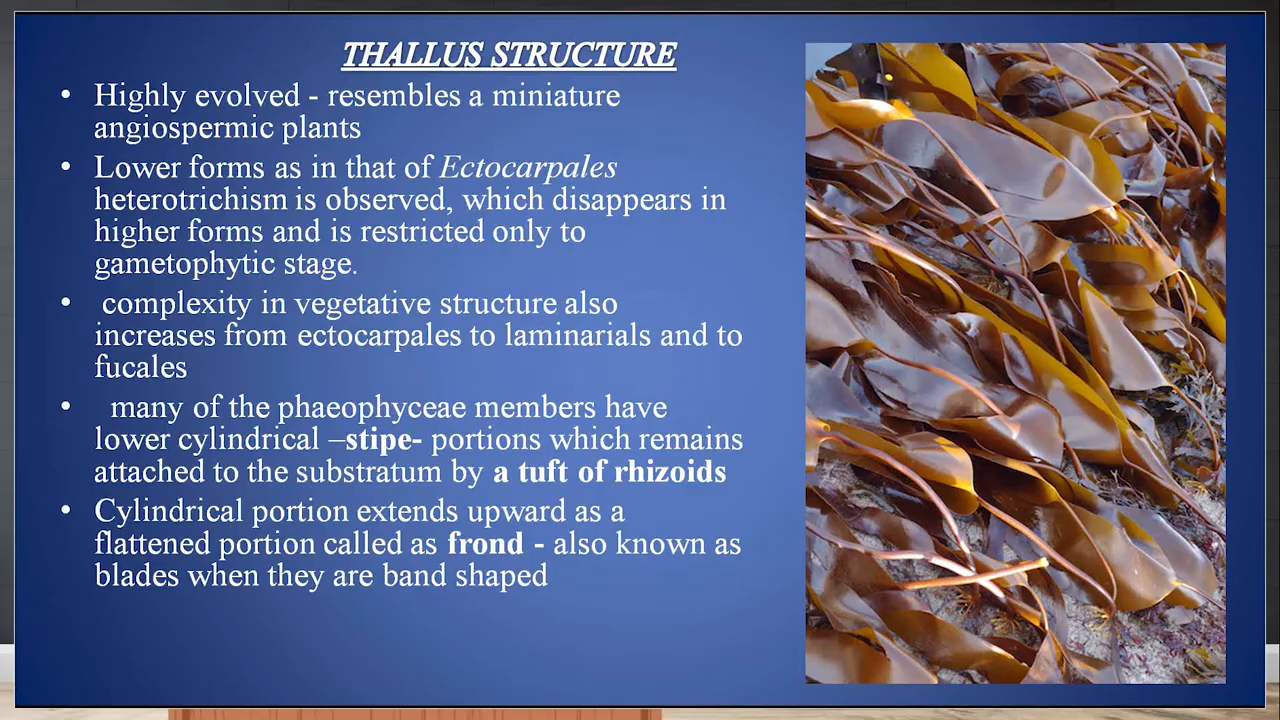 THALLUS STRUCTURE
• Highly evolved - resembles a miniature
angiospermic plants
• Lower forms as in that of Ectocarpales
heterotrichism is observed, which disappears in
higher forms and is restricted only to
gametophytic stage.
• complexity in vegetative structure also
increases from ectocarpales to laminarials and to
fucales
• many of the phaeophyceae members have
lower cylindrical –stipe- portions which remains
attached to the substratum by a tuft of rhizoids
• Cylindrical portion extends upward as a
flattened portion called as frond - also known as
blades when they are band shaped